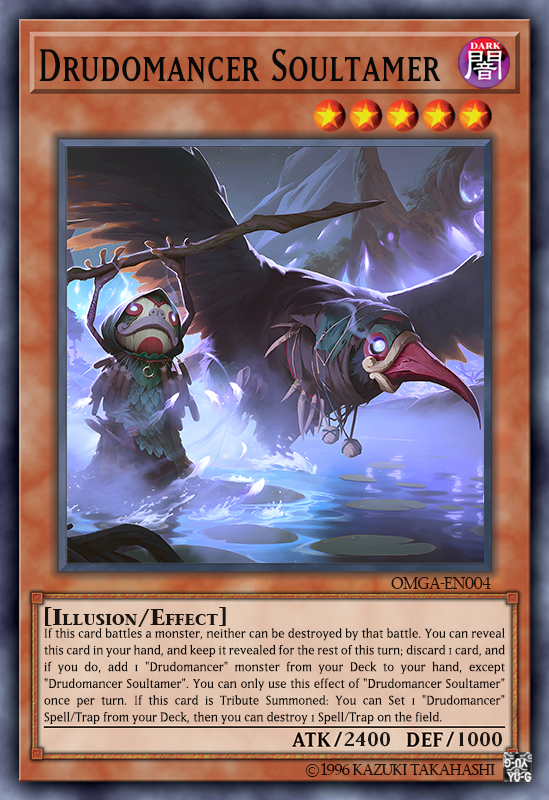 DRUDOMANCER SOULTAMER
DARK
闇
OMGA-EN004
[ILLUSION/EFFECT]
If this card battles a monster, neither can be destroyed by that battle. You can reveal
this card in your hand, and keep it revealed for the rest of this turn; discard 1 card, and
if you do, add 1 "Drudomancer" monster from your Deck to your hand, except
"Drudomancer Soultamer". You can only use this effect of "Drudomancer Soultamer"
once per turn. If this card is Tribute Summoned: You can Set 1 "Drudomancer"
Spell/Trap from your Deck, then you can destroy 1 Spell/Trap on the field.
ATK/2400 DEF/1000
©1996 KAZUKI TAKAHASHI